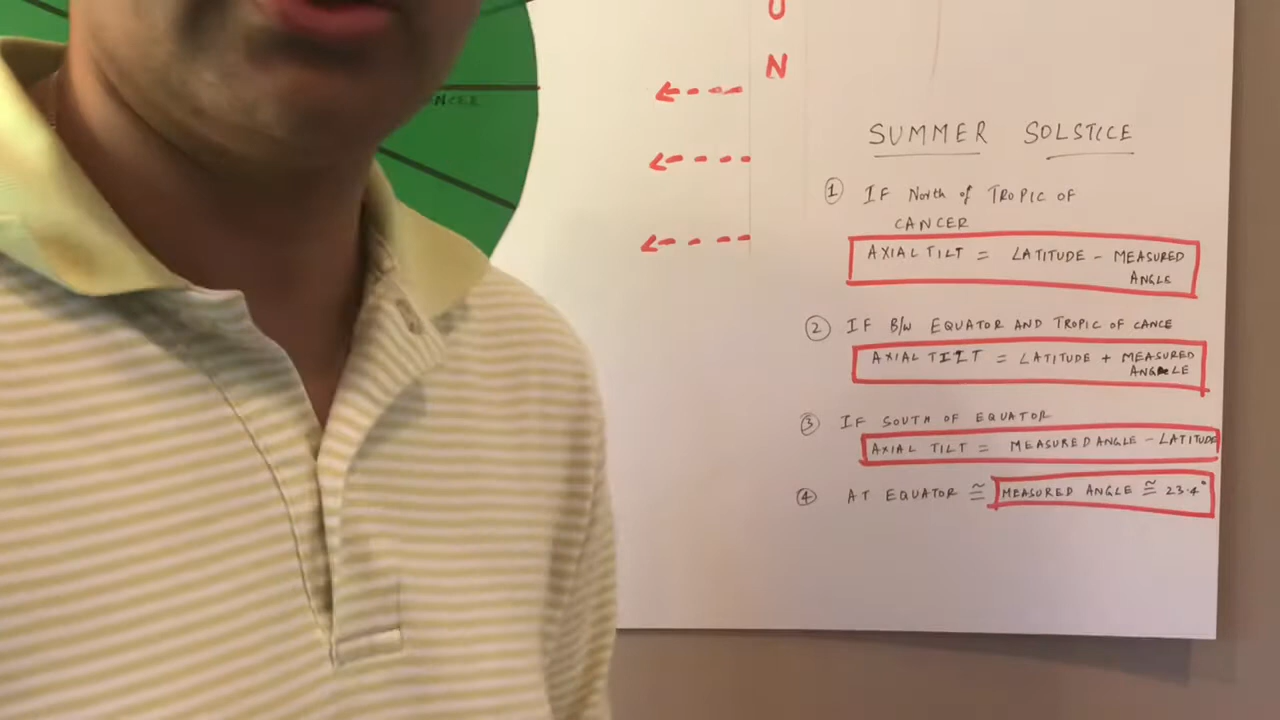 U
N
SUMMER SOLSTICE
1 IF North of TROPIC OF
CANCER
AXIAL TILT = LATITUDE - MEASURED
ANGLE
2 IF B/W EQUATOR AND TROPIC OF CANCE
AXIAL TILT = LATITUDE + MEASURED
ANGLE
3 IF SOUTH OF EQUATOR
AXIAL TILT = MEASURED ANGLE - LATITUDE
4 AT EQUATOR ≅ MEASURED ANGLE ≅ 23.4°